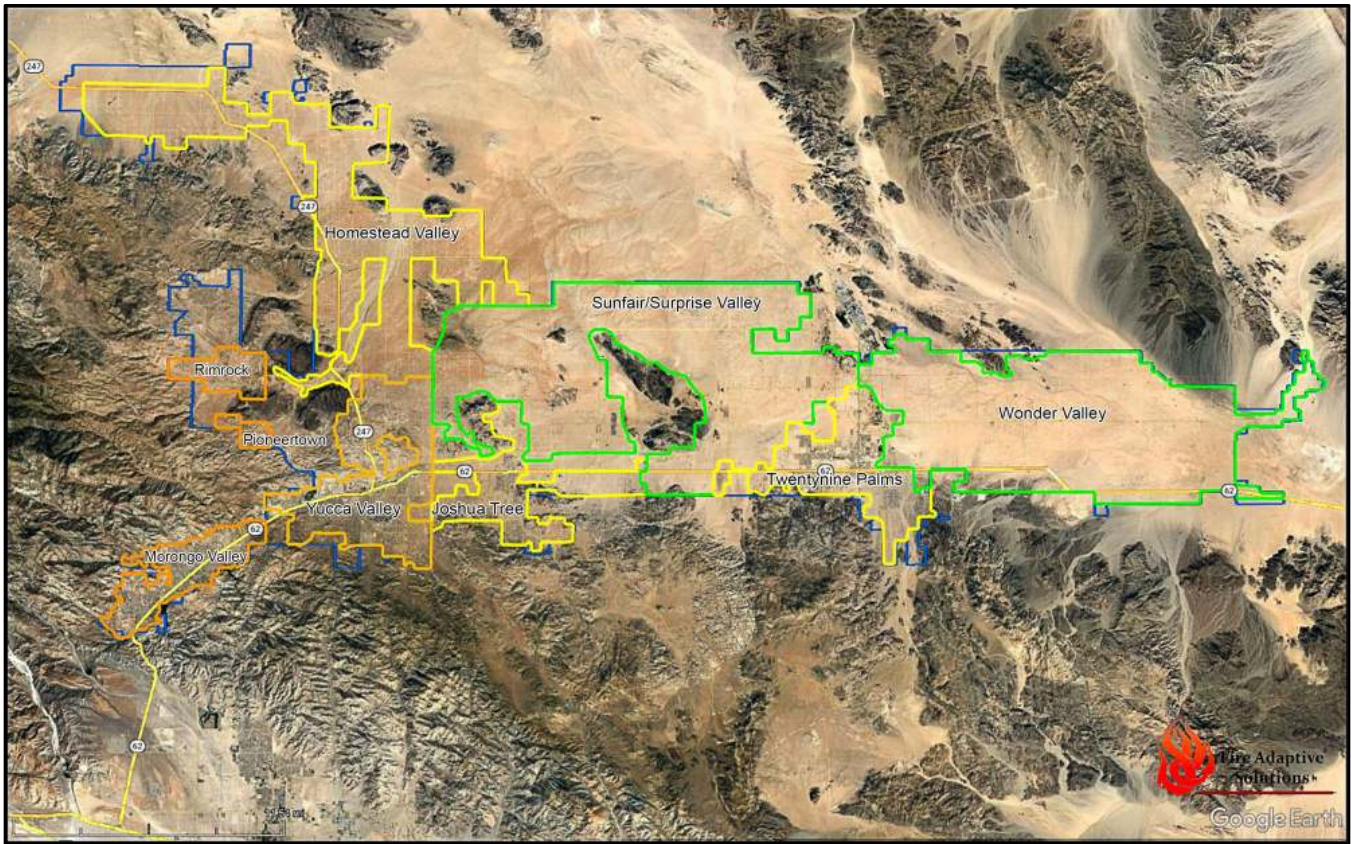 247
247
Homestead Valley
Sunfair/Surprise Valley
Rimrock
Wonder Valley
Pioneertown
247
62
62
Twentynine Palms
62
Yucca Valley
Joshua Tree
62
Morongo Valley
62
Fire Adaptive
Solutions
Google Earth